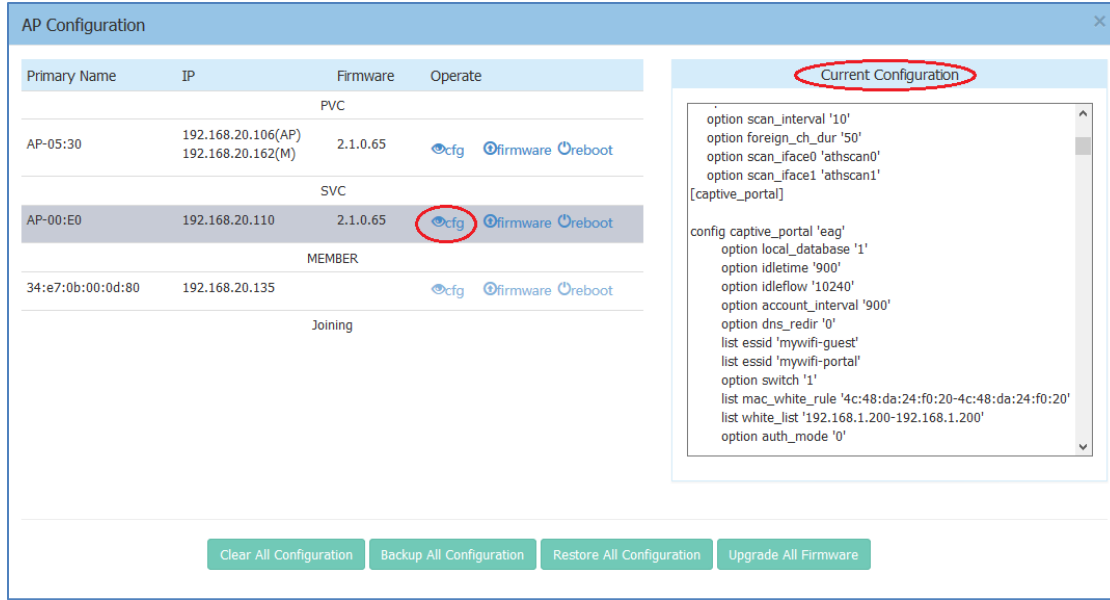 AP Configuration ×
Primary Name IP Firmware Operate
PVC
AP-05:30 192.168.20.106(AP) 2.1.0.65 cfg firmware reboot
192.168.20.162(M)
SVC
AP-00:E0 192.168.20.110 2.1.0.65 cfg firmware reboot
MEMBER
34:e7:0b:00:0d:80 192.168.20.135 cfg firmware reboot
Joining
Current Configuration
option scan_interval '10'
option foreign_ch_dur '50'
option scan_iface0 'athscan0'
option scan_iface1 'athscan1'
[captive_portal]
config captive_portal 'eag'
option local_database '1'
option idletime '900'
option idleflow '10240'
option account_interval '900'
option dns_redir '0'
list essid 'mywifi-guest'
list essid 'mywifi-portal'
option switch '1'
list mac_white_rule '4c:48:da:24:f0:20-4c:48:da:24:f0:20'
list white_list '192.168.1.200-192.168.1.200'
option auth_mode '0'
Clear All Configuration Backup All Configuration Restore All Configuration Upgrade All Firmware